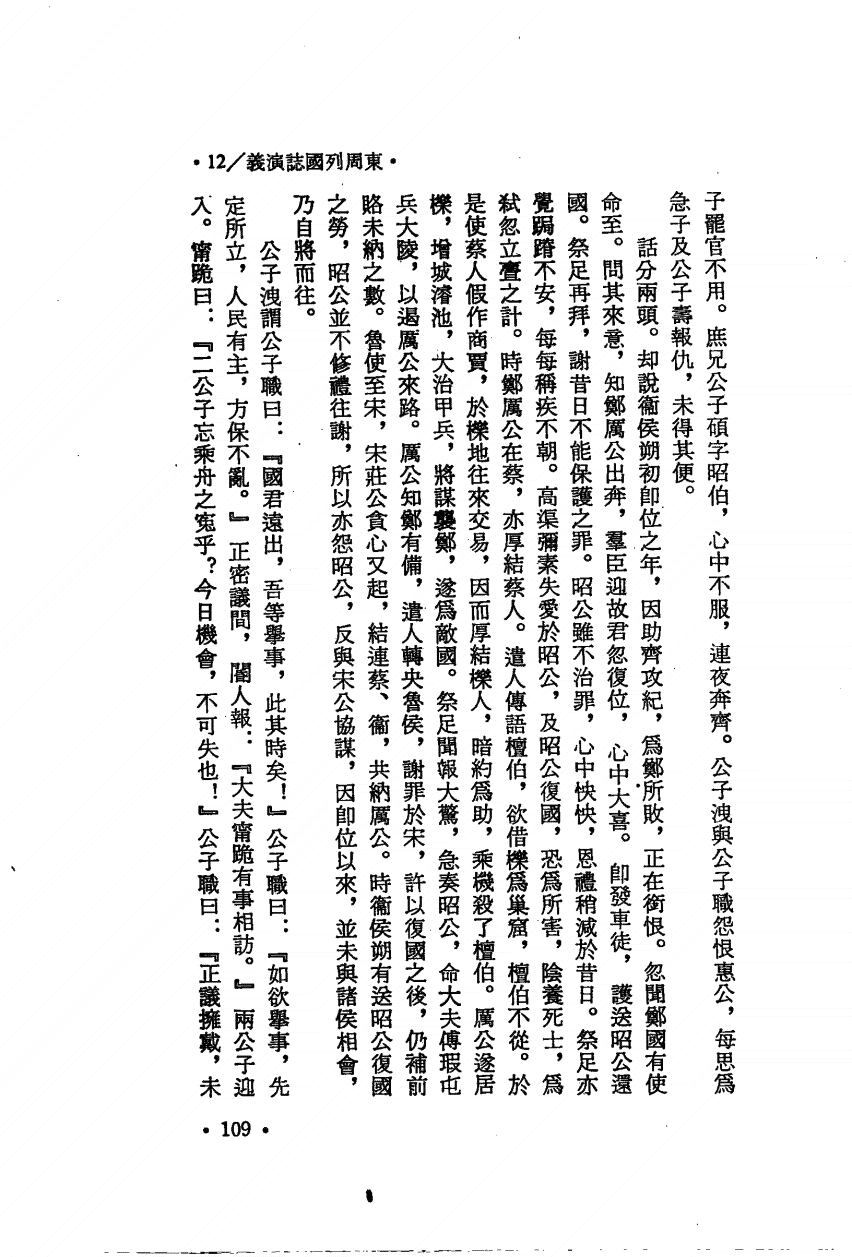 ·東周列國誌演義/12·
子罷官不用。庶兄公子碩字昭伯，心中不服，連夜奔齊。公子洩與公子職怨恨惠公，每思爲
急子及公子壽報仇，未得其便。
話分兩頭。却說衞侯朔初卽位之年，因助齊攻紀，爲鄭所敗，正在銜恨。忽聞鄭國有使
命至。問其來意，知鄭厲公出奔，羣臣迎故君忽復位，心中大喜。卽發車徒，護送昭公還
國。祭足再拜，謝昔日不能保護之罪。昭公雖不治罪，心中怏怏，恩禮稍減於昔日。祭足亦
覺跼蹐不安，每每稱疾不朝。高渠彌素失愛於昭公，及昭公復國，恐爲所害，陰養死士，爲
弒忽立亹之計。時鄭厲公在蔡，亦厚結蔡人。遣人傳語檀伯，欲借櫟爲巢窟，檀伯不從。於
是使蔡人假作商賈，於櫟地往來交易，因而厚結櫟人，暗約爲助，乘機殺了檀伯。厲公遂居
櫟，增城濬池，大治甲兵，將謀襲鄭，遂爲敵國。祭足聞報大驚，急奏昭公，命大夫傅瑕屯
兵大陵，以遏厲公來路。厲公知鄭有備，遣人轉央魯侯，謝罪於宋，許以復國之後，仍補前
賂未納之數。魯使至宋，宋莊公貪心又起，結連蔡、衞，共納厲公。時衞侯朔有送昭公復國
之勞，昭公並不修禮往謝，所以亦怨昭公，反與宋公協謀，因卽位以來，並未與諸侯相會，
乃自將而往。
公子洩謂公子職曰：『國君遠出，吾等舉事，此其時矣！』公子職曰：『如欲舉事，先
定所立，人民有主，方保不亂。』正密議間，閽人報：『大夫甯跪有事相訪。』兩公子迎
入。甯跪曰：『二公子忘乘舟之寃乎？今日機會，不可失也！』公子職曰：『正議擁戴，未
·109·